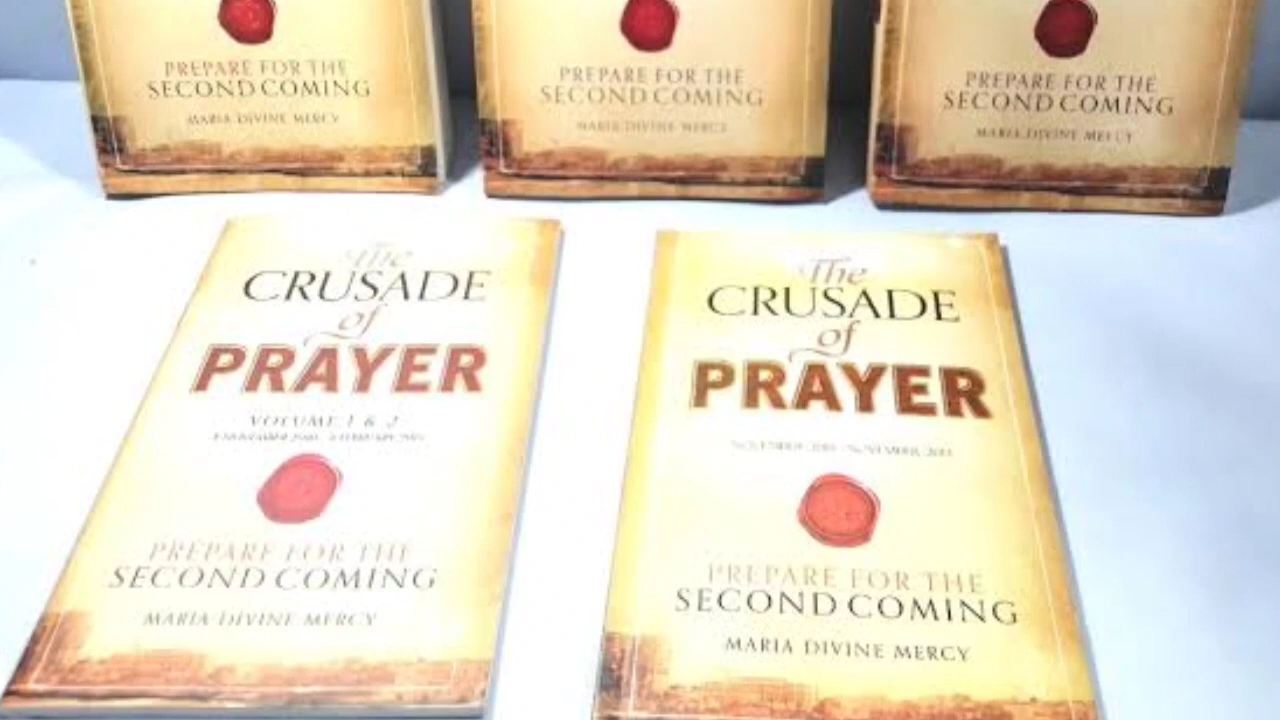 PREPARE FOR THE
SECOND COMING
MARIA DIVINE MERCY
PREPARE FOR THE
SECOND COMING
MARIA DIVINE MERCY
PREPARE FOR THE
SECOND COMING
MARIA DIVINE MERCY
The
CRUSADE
of
PRAYER
VOLUME 1 & 2
PREPARE FOR THE
SECOND COMING
MARIA DIVINE MERCY
The
CRUSADE
of
PRAYER
PREPARE FOR THE
SECOND COMING
MARIA DIVINE MERCY